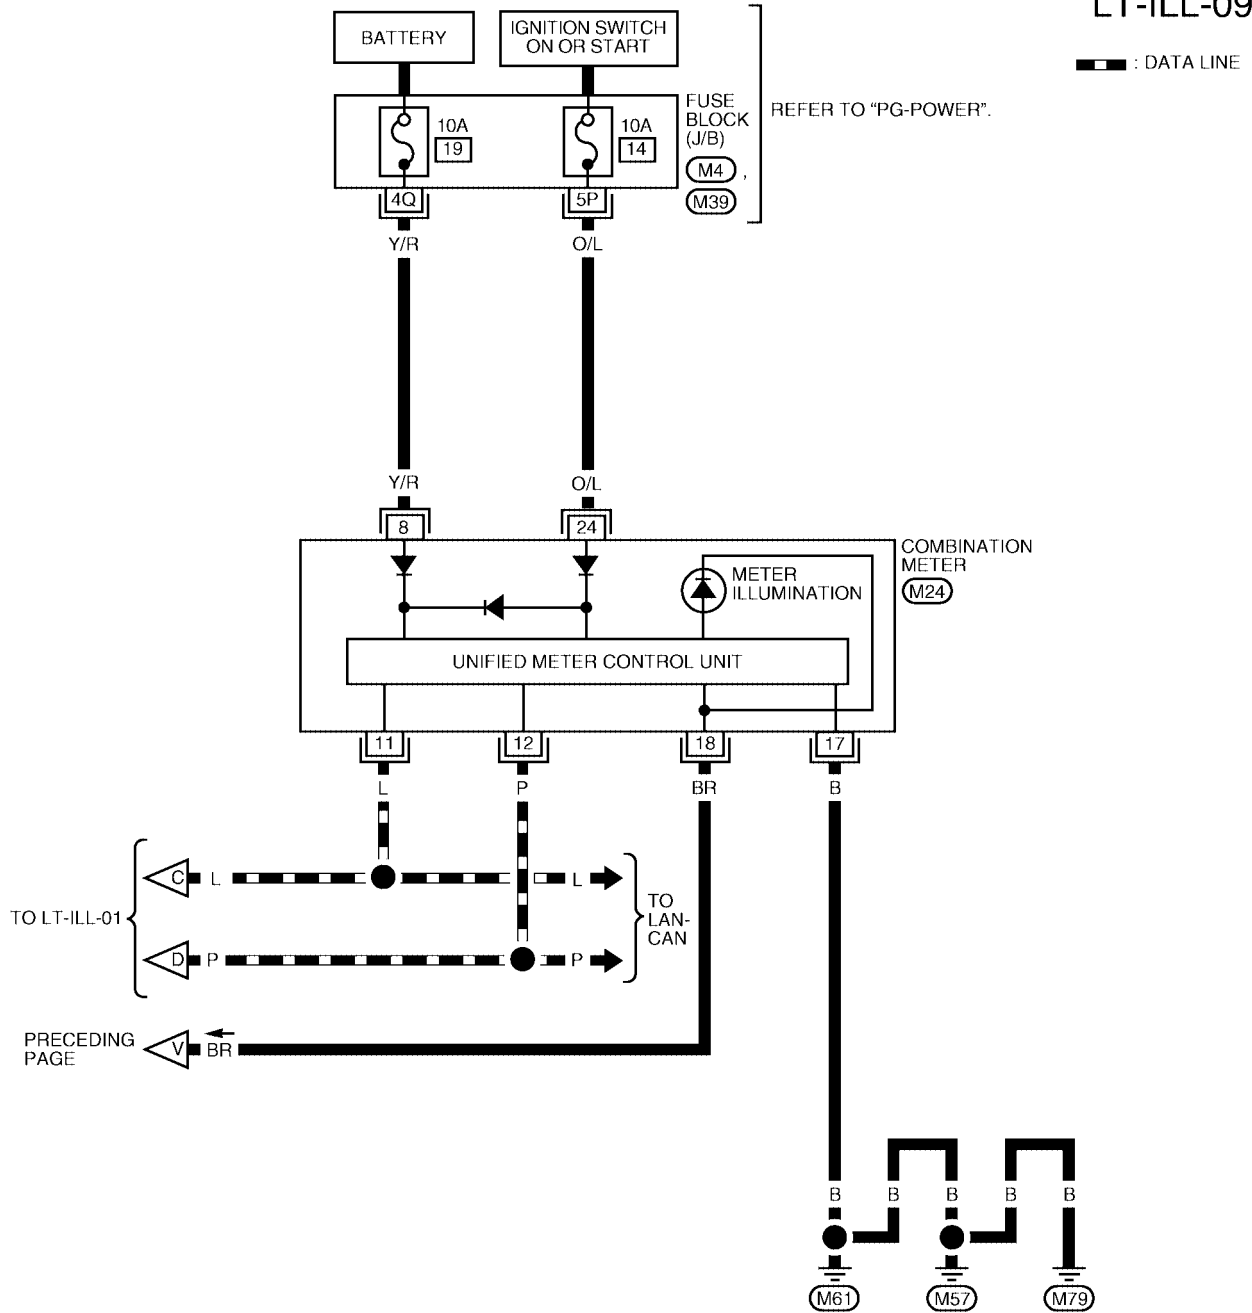 LT-ILL-09
: DATA LINE
BATTERY
IGNITION SWITCH
ON OR START
10A
19
10A
14
FUSE
BLOCK
(J/B)
M4 ,
M39
REFER TO “PG-POWER”.
4Q
5P
Y/R
O/L
Y/R
O/L
8
24
COMBINATION
METER
M24
METER
ILLUMINATION
UNIFIED METER CONTROL UNIT
11
12
18
17
L
P
BR
B
TO LT-ILL-01
C
L
L
D
P
P
TO
LAN-
CAN
PRECEDING
PAGE
V
BR
B
B
B
B
B
M61
M57
M79